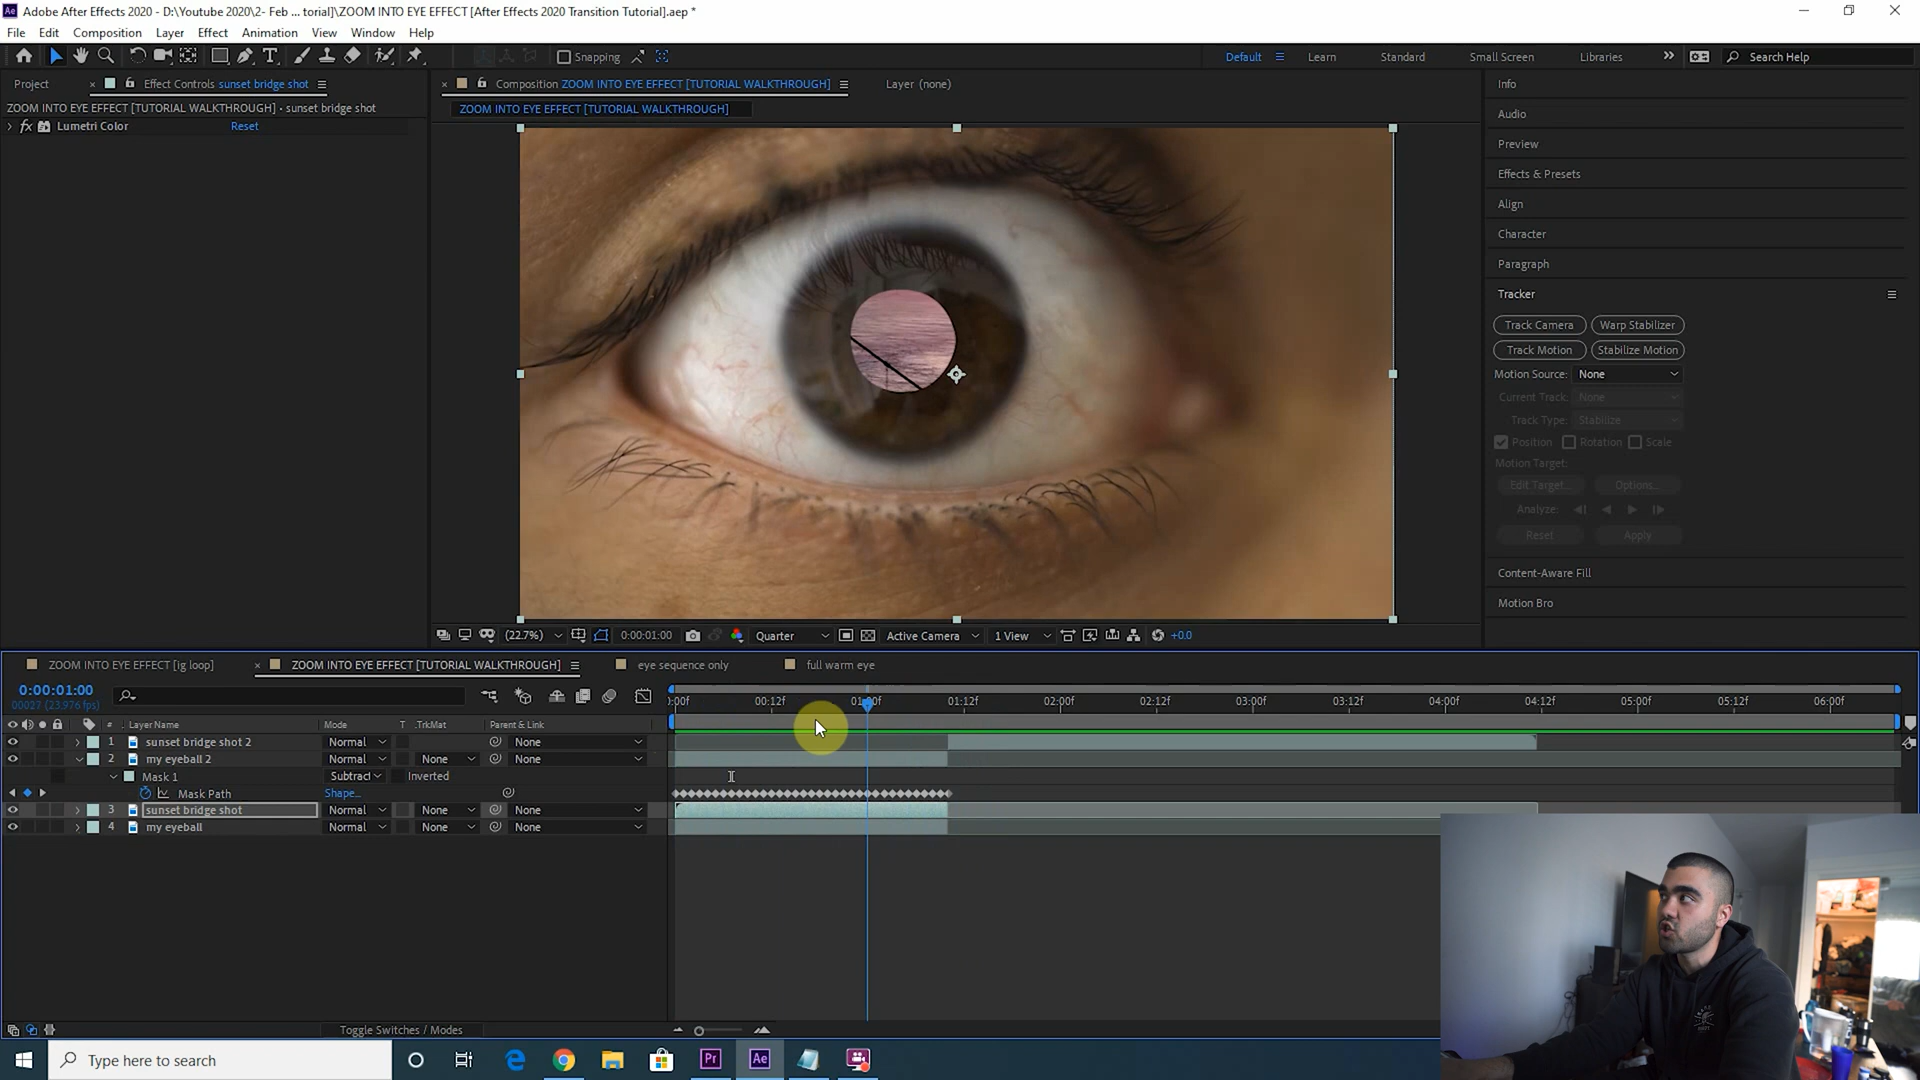 Adobe After Effects 2020 - D:\Youtube 2020\2- Feb ... torial]\ZOOM INTO EYE EFFECT [After Effects 2020 Transition Tutorial].aep *
File Edit Composition Layer Effect Animation View Window Help
Snapping Default Learn Standard Small Screen Libraries Search Help
Project Effect Controls sunset bridge shot Composition ZOOM INTO EYE EFFECT [TUTORIAL WALKTHROUGH] Layer (none) Info
ZOOM INTO EYE EFFECT [TUTORIAL WALKTHROUGH] • sunset bridge shot ZOOM INTO EYE EFFECT [TUTORIAL WALKTHROUGH]
fx Lumetri Color Reset
Audio
Preview
Effects & Presets
Align
Character
Paragraph
Tracker
Track Camera Warp Stabilizer
Track Motion Stabilize Motion
Motion Source: None
Current Track: None
Track Type: Stabilize
Position Rotation Scale
Motion Target:
Edit Target... Options...
Analyze:
Reset Apply
Content-Aware Fill
Motion Bro
(22.7%) 0:00:01:00 Quarter Active Camera 1 View +0.0
ZOOM INTO EYE EFFECT [ig loop] ZOOM INTO EYE EFFECT [TUTORIAL WALKTHROUGH] eye sequence only full warm eye
0:00:01:00
00027 (23.976 fps)
:00f 00:12f 01:00f 01:12f 02:00f 02:12f 03:00f 03:12f 04:00f 04:12f 05:00f 05:12f 06:00f
# Layer Name Mode T .TrkMat Parent & Link
1 sunset bridge shot 2 Normal None
2 my eyeball 2 Normal None None
Mask 1 Subtract Inverted
Mask Path Shape...
3 sunset bridge shot Normal None None
4 my eyeball Normal None None
Toggle Switches / Modes
Type here to search Pr Ae